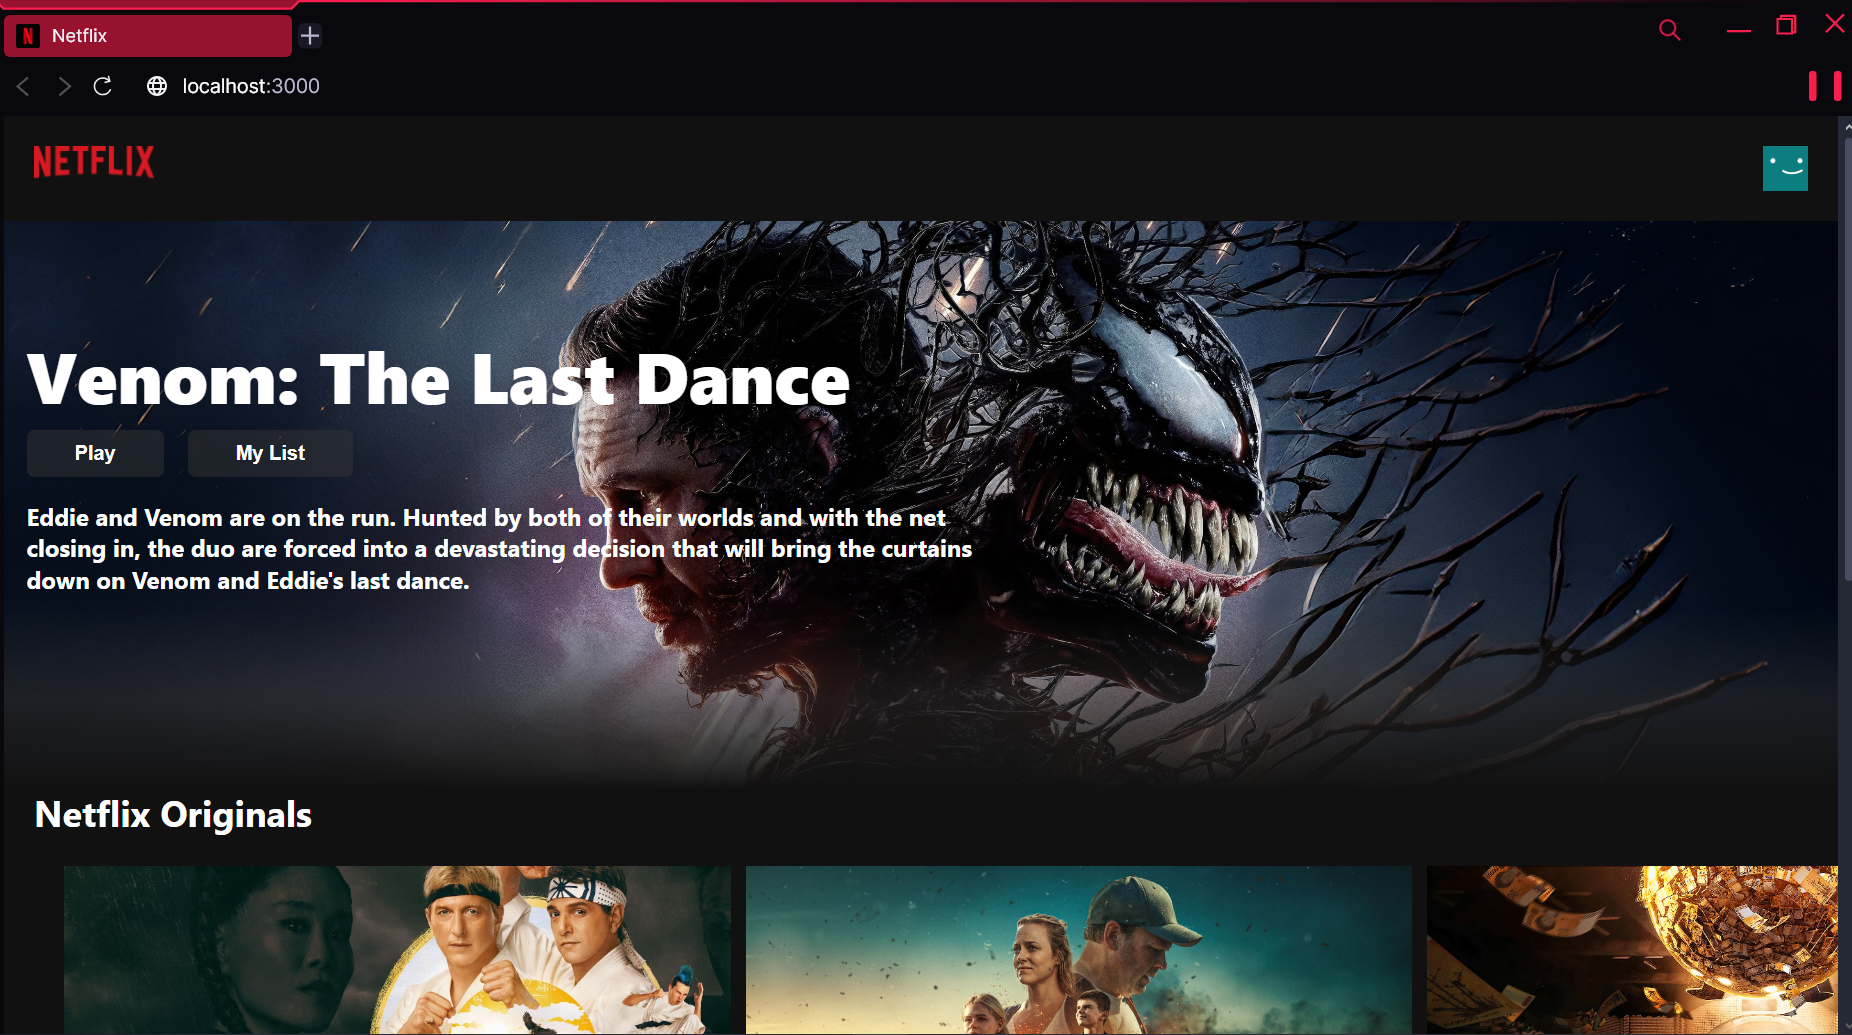 Netflix
localhost:3000
NETFLIX
Venom: The Last Dance
Play
My List
Eddie and Venom are on the run. Hunted by both of their worlds and with the net
closing in, the duo are forced into a devastating decision that will bring the curtains
down on Venom and Eddie's last dance.
Netflix Originals